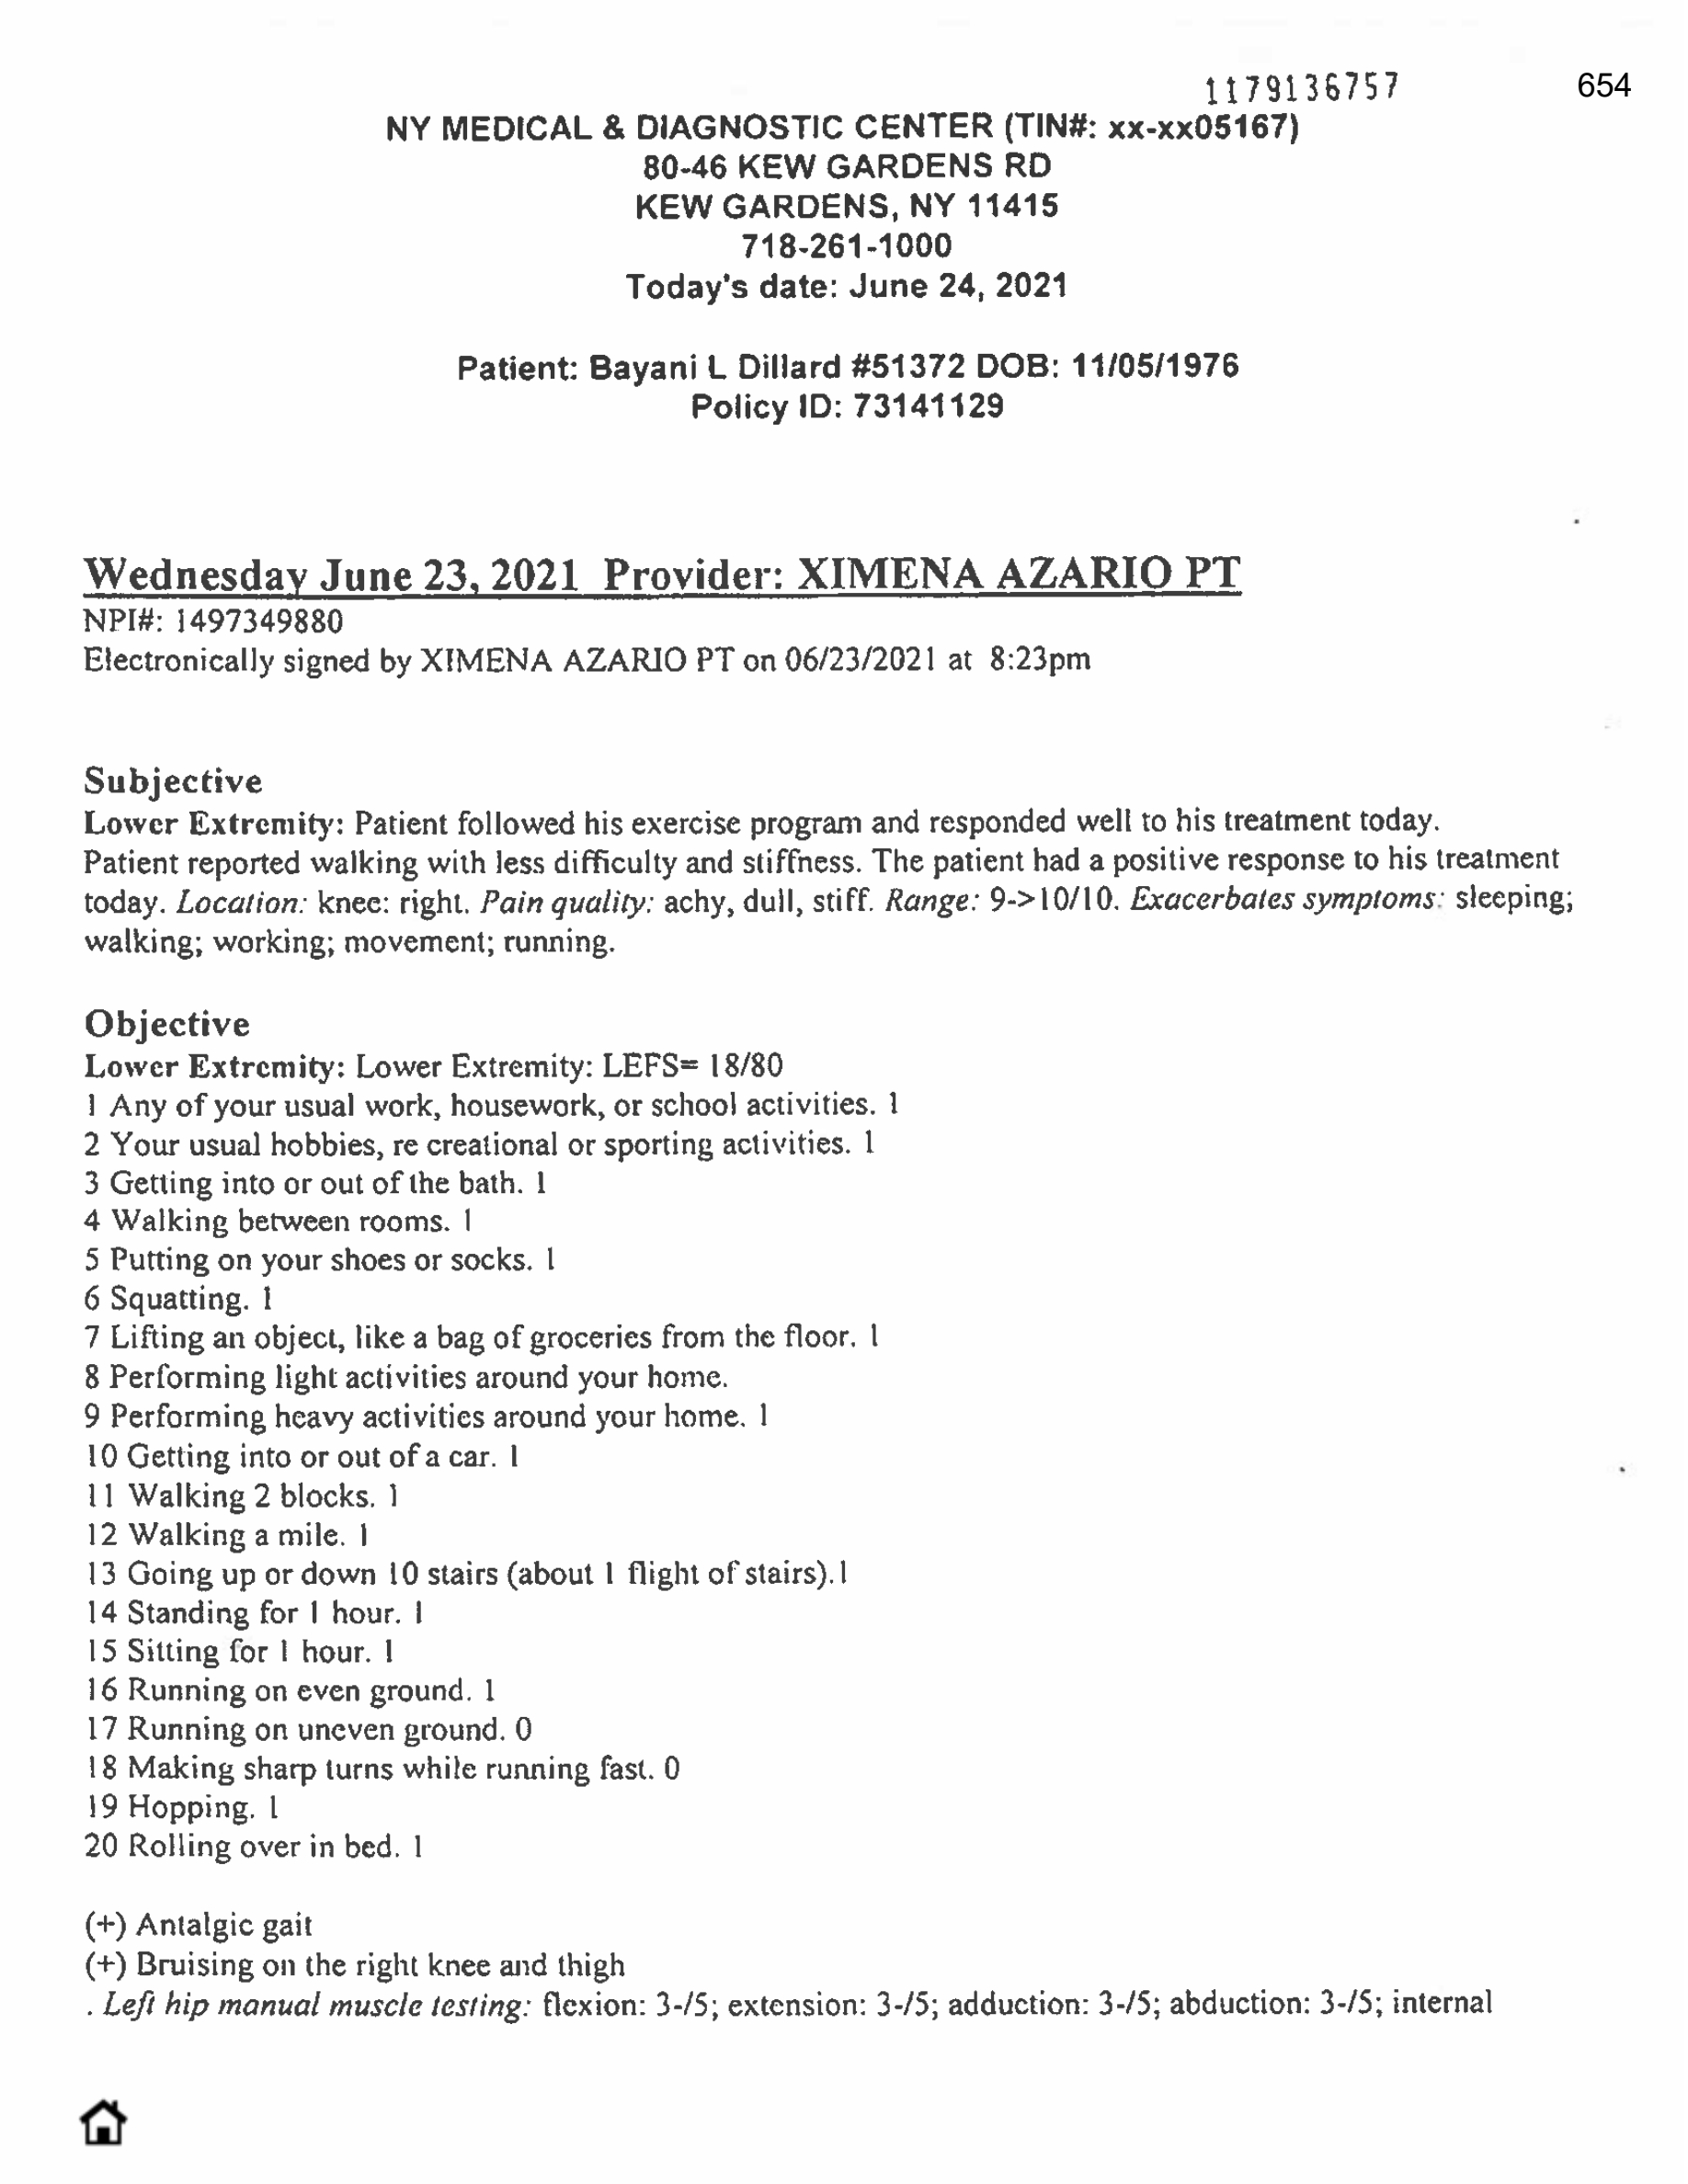 1179136757
654
NY MEDICAL & DIAGNOSTIC CENTER (TIN#: xx-xx05167)
80-46 KEW GARDENS RD
KEW GARDENS, NY 11415
718-261-1000
Today's date: June 24, 2021
Patient: Bayani L Dillard #51372 DOB: 11/05/1976
Policy ID: 73141129
Wednesday June 23, 2021 Provider: XIMENA AZARIO PT
NPI#: 1497349880
Electronically signed by XIMENA AZARIO PT on 06/23/2021 at 8:23pm
Subjective
Lower Extremity: Patient followed his exercise program and responded well to his treatment today.
Patient reported walking with less difficulty and stiffness. The patient had a positive response to his treatment
today. Location: knee: right. Pain quality: achy, dull, stiff. Range: 9->10/10. Exacerbates symptoms: sleeping;
walking; working; movement; running.
Objective
Lower Extremity: Lower Extremity: LEFS= 18/80
1 Any of your usual work, housework, or school activities. 1
2 Your usual hobbies, re creational or sporting activities. 1
3 Getting into or out of the bath. 1
4 Walking between rooms. 1
5 Putting on your shoes or socks. 1
6 Squatting. 1
7 Lifting an object, like a bag of groceries from the floor. 1
8 Performing light activities around your home.
9 Performing heavy activities around your home. 1
10 Getting into or out of a car. 1
11 Walking 2 blocks. 1
12 Walking a mile. 1
13 Going up or down 10 stairs (about 1 flight of stairs).1
14 Standing for 1 hour. 1
15 Sitting for 1 hour. 1
16 Running on even ground. 1
17 Running on uneven ground. 0
18 Making sharp turns while running fast. 0
19 Hopping. 1
20 Rolling over in bed. 1
(+) Antalgic gait
(+) Bruising on the right knee and thigh
. Left hip manual muscle testing: flexion: 3-/5; extension: 3-/5; adduction: 3-/5; abduction: 3-/5; internal